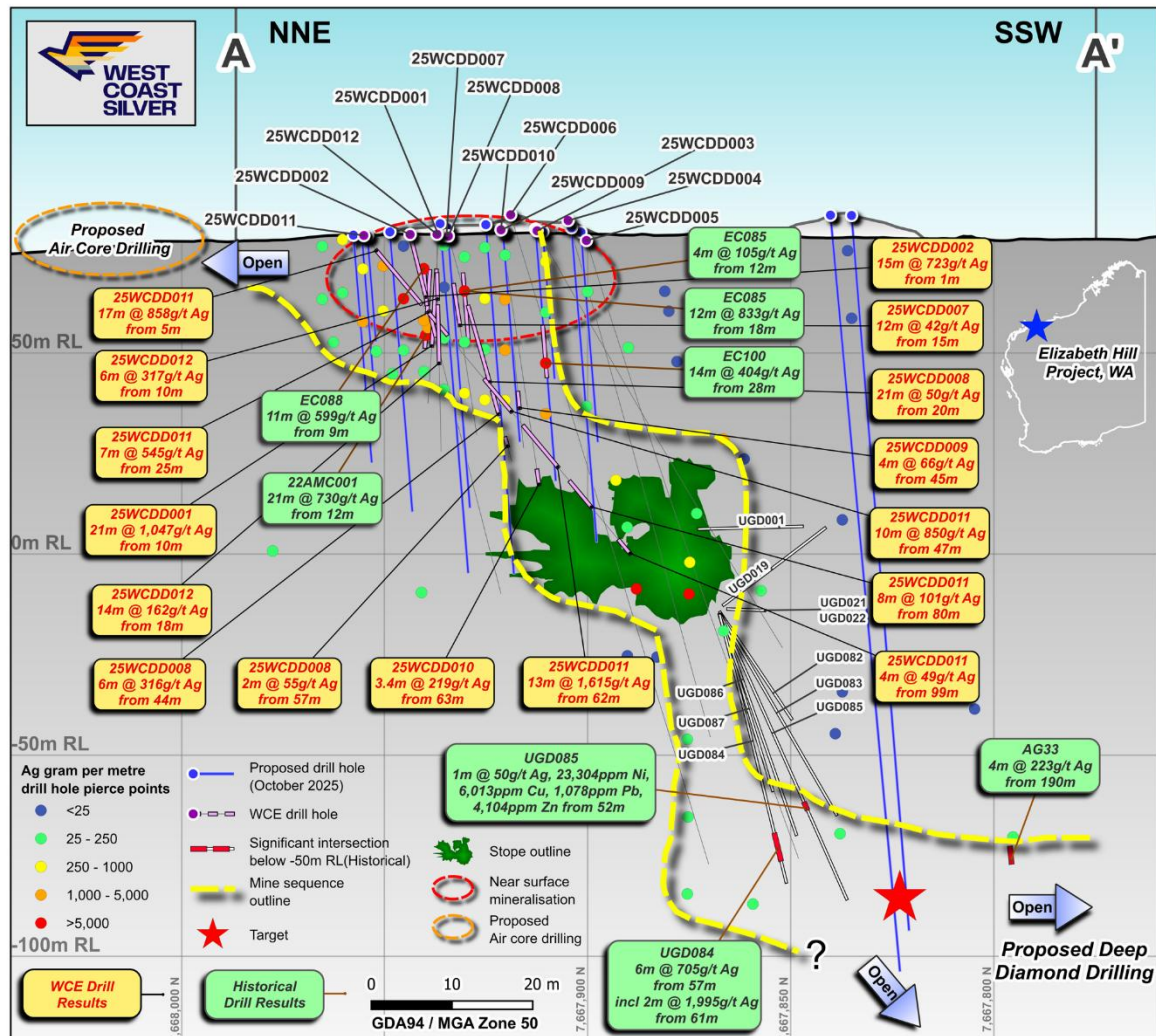 WEST
COAST
SILVER
A
NNE
SSW
A'
25WCDD007
25WCDD001
25WCDD008
25WCDD012
25WCDD006
25WCDD002
25WCDD010
25WCDD003
25WCDD009
25WCDD004
25WCDD011
25WCDD005
Proposed
Air Core Drilling
Open
EC085
4m @ 105g/t Ag
from 12m
25WCDD002
15m @ 723g/t Ag
from 1m
25WCDD011
17m @ 858g/t Ag
from 5m
EC085
12m @ 833g/t Ag
from 18m
25WCDD007
12m @ 42g/t Ag
from 15m
50m RL
Elizabeth Hill
Project, WA
25WCDD012
6m @ 317g/t Ag
from 10m
EC100
14m @ 404g/t Ag
from 28m
25WCDD008
21m @ 50g/t Ag
from 20m
EC088
11m @ 599g/t Ag
from 9m
25WCDD011
7m @ 545g/t Ag
from 25m
25WCDD009
4m @ 66g/t Ag
from 45m
22AMC001
21m @ 730g/t Ag
from 12m
25WCDD001
21m @ 1,047g/t Ag
from 10m
25WCDD011
10m @ 850g/t Ag
from 47m
UGD001
0m RL
UGD019
25WCDD012
14m @ 162g/t Ag
from 18m
25WCDD011
8m @ 101g/t Ag
from 80m
UGD021
UGD022
25WCDD008
6m @ 316g/t Ag
from 44m
25WCDD008
2m @ 55g/t Ag
from 57m
25WCDD010
3.4m @ 219g/t Ag
from 63m
25WCDD011
13m @ 1,615g/t Ag
from 62m
25WCDD011
4m @ 49g/t Ag
from 99m
UGD082
UGD083
UGD085
UGD086
UGD087
UGD084
-50m RL
UGD085
1m @ 50g/t Ag, 23,304ppm Ni,
6,013ppm Cu, 1,078ppm Pb,
4,104ppm Zn from 52m
AG33
4m @ 223g/t Ag
from 190m
Ag gram per metre
drill hole pierce points
<25
25 - 250
250 - 1000
1,000 - 5,000
>5,000
Proposed drill hole
(October 2025)
WCE drill hole
Significant intersection
below -50m RL(Historical)
Mine sequence
outline
Target
Stope outline
Near surface
mineralisation
Proposed
Air core drilling
-100m RL
?
Open
Open
Proposed Deep
Diamond Drilling
UGD084
6m @ 705g/t Ag
from 57m
incl 2m @ 1,995g/t Ag
from 61m
WCE Drill
Results
Historical
Drill Results
0 10 20 m
GDA94 / MGA Zone 50
668,000 N
7,667,900 N
7,667,850 N
7,667,800 N